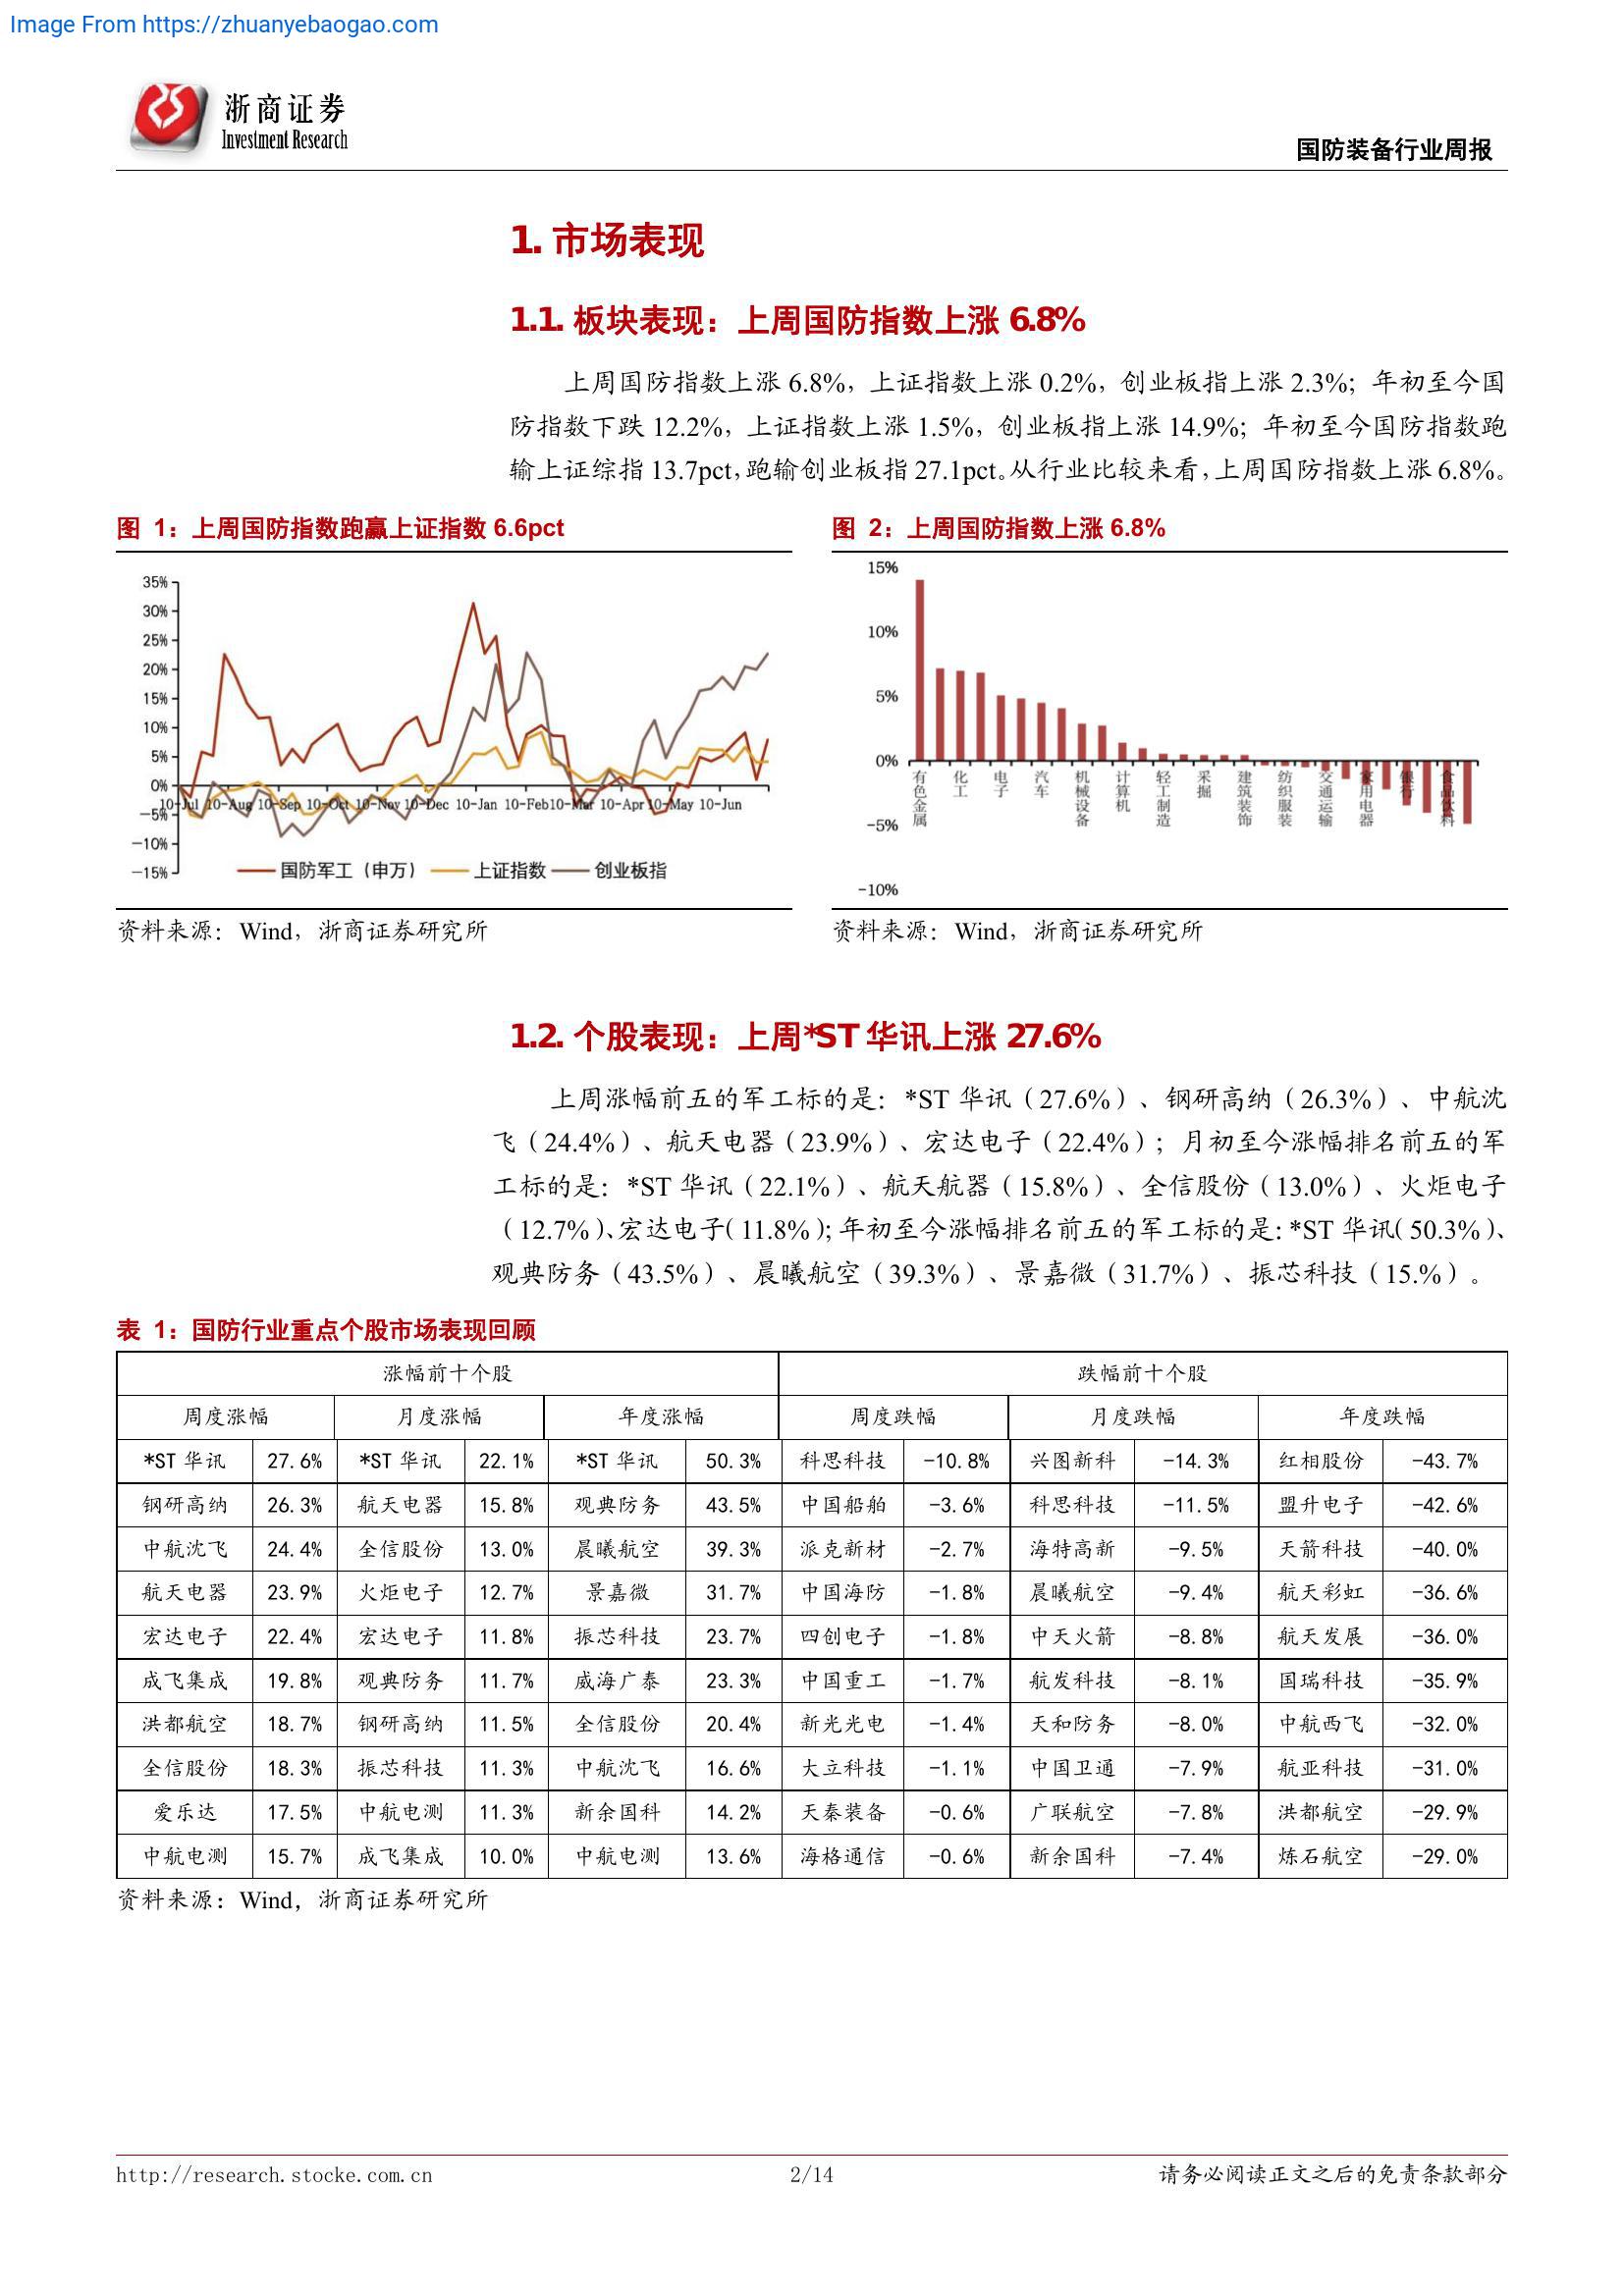 Image From https://zhuanyebaogao.com
浙商证券
Investment Research
国防装备行业周报
1. 市场表现
1.1. 板块表现：上周国防指数上涨 6.8%
上周国防指数上涨 6.8%，上证指数上涨 0.2%，创业板指上涨 2.3%；年初至今国
防指数下跌 12.2%，上证指数上涨 1.5%，创业板指上涨 14.9%；年初至今国防指数跑
输上证综指 13.7pct，跑输创业板指 27.1pct。从行业比较来看，上周国防指数上涨 6.8%。
图 1：上周国防指数跑赢上证指数 6.6pct
35%
30%
25%
20%
15%
10%
5%
0%
-5%
-10%
-15%
10-Jul 10-Aug 10-Sep 10-Oct 10-Nov 10-Dec 10-Jan 10-Feb 10-Mar 10-Apr 10-May 10-Jun
国防军工（申万） 上证指数 创业板指
资料来源：Wind，浙商证券研究所
图 2：上周国防指数上涨 6.8%
15%
10%
5%
0%
-5%
-10%
有色金属 化工 电子 汽车 机械设备 计算机 轻工制造 采掘 建筑装饰 纺织服装 交通运输 家用电器 银行 食品饮料
资料来源：Wind，浙商证券研究所
1.2. 个股表现：上周*ST 华讯上涨 27.6%
上周涨幅前五的军工标的是：*ST 华讯（27.6%）、钢研高纳（26.3%）、中航沈
飞（24.4%）、航天电器（23.9%）、宏达电子（22.4%）；月初至今涨幅排名前五的军
工标的是：*ST 华讯（22.1%）、航天航器（15.8%）、全信股份（13.0%）、火炬电子
（12.7%）、宏达电子（11.8%）；年初至今涨幅排名前五的军工标的是：*ST 华讯（50.3%）、
观典防务（43.5%）、晨曦航空（39.3%）、景嘉微（31.7%）、振芯科技（15.%）。
表 1：国防行业重点个股市场表现回顾
涨幅前十个股 跌幅前十个股
周度涨幅 月度涨幅 年度涨幅 周度跌幅 月度跌幅 年度跌幅
*ST 华讯 27.6% *ST 华讯 22.1% *ST 华讯 50.3% 科思科技 -10.8% 兴图新科 -14.3% 红相股份 -43.7%
钢研高纳 26.3% 航天电器 15.8% 观典防务 43.5% 中国船舶 -3.6% 科思科技 -11.5% 盟升电子 -42.6%
中航沈飞 24.4% 全信股份 13.0% 晨曦航空 39.3% 派克新材 -2.7% 海特高新 -9.5% 天箭科技 -40.0%
航天电器 23.9% 火炬电子 12.7% 景嘉微 31.7% 中国海防 -1.8% 晨曦航空 -9.4% 航天彩虹 -36.6%
宏达电子 22.4% 宏达电子 11.8% 振芯科技 23.7% 四创电子 -1.8% 中天火箭 -8.8% 航天发展 -36.0%
成飞集成 19.8% 观典防务 11.7% 威海广泰 23.3% 中国重工 -1.7% 航发科技 -8.1% 国瑞科技 -35.9%
洪都航空 18.7% 钢研高纳 11.5% 全信股份 20.4% 新光光电 -1.4% 天和防务 -8.0% 中航西飞 -32.0%
全信股份 18.3% 振芯科技 11.3% 中航沈飞 16.6% 大立科技 -1.1% 中国卫通 -7.9% 航亚科技 -31.0%
爱乐达 17.5% 中航电测 11.3% 新余国科 14.2% 天秦装备 -0.6% 广联航空 -7.8% 洪都航空 -29.9%
中航电测 15.7% 成飞集成 10.0% 中航电测 13.6% 海格通信 -0.6% 新余国科 -7.4% 炼石航空 -29.0%
资料来源：Wind，浙商证券研究所
http://research.stocke.com.cn 2/14 请务必阅读正文之后的免责条款部分